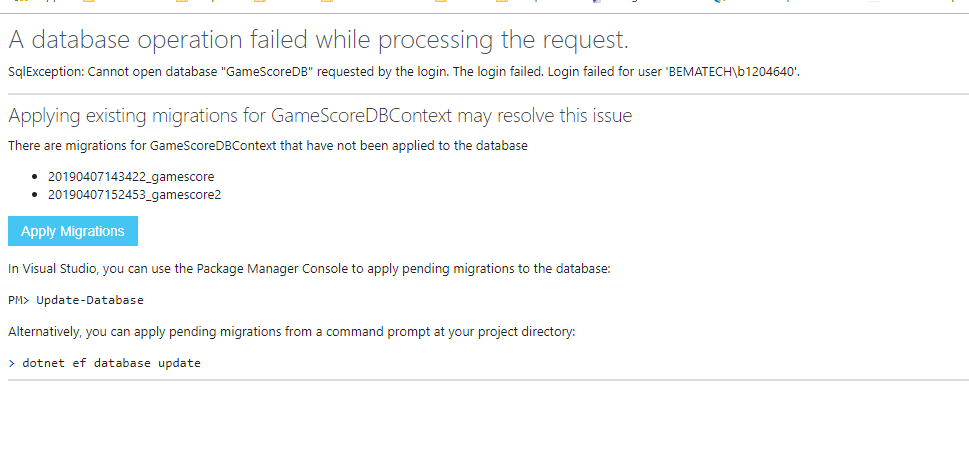 A database operation failed while processing the request.
SqlException: Cannot open database "GameScoreDB" requested by the login. The login failed. Login failed for user 'BEMATECH\b1204640'.
Applying existing migrations for GameScoreDBContext may resolve this issue
There are migrations for GameScoreDBContext that have not been applied to the database
20190407143422_gamescore
20190407152453_gamescore2
Apply Migrations
In Visual Studio, you can use the Package Manager Console to apply pending migrations to the database:
PM> Update-Database
Alternatively, you can apply pending migrations from a command prompt at your project directory:
> dotnet ef database update